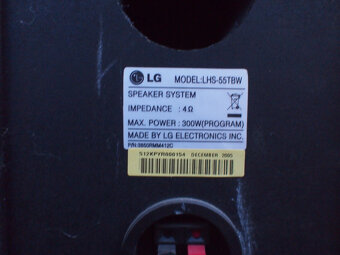 LG MODEL:LHS-55TBW
SPEAKER SYSTEM
IMPEDANCE : 4Ω
MAX. POWER : 300W(PROGRAM)
MADE BY LG ELECTRONICS INC.
P/N:3850RMM412C
DECEMBER 2005